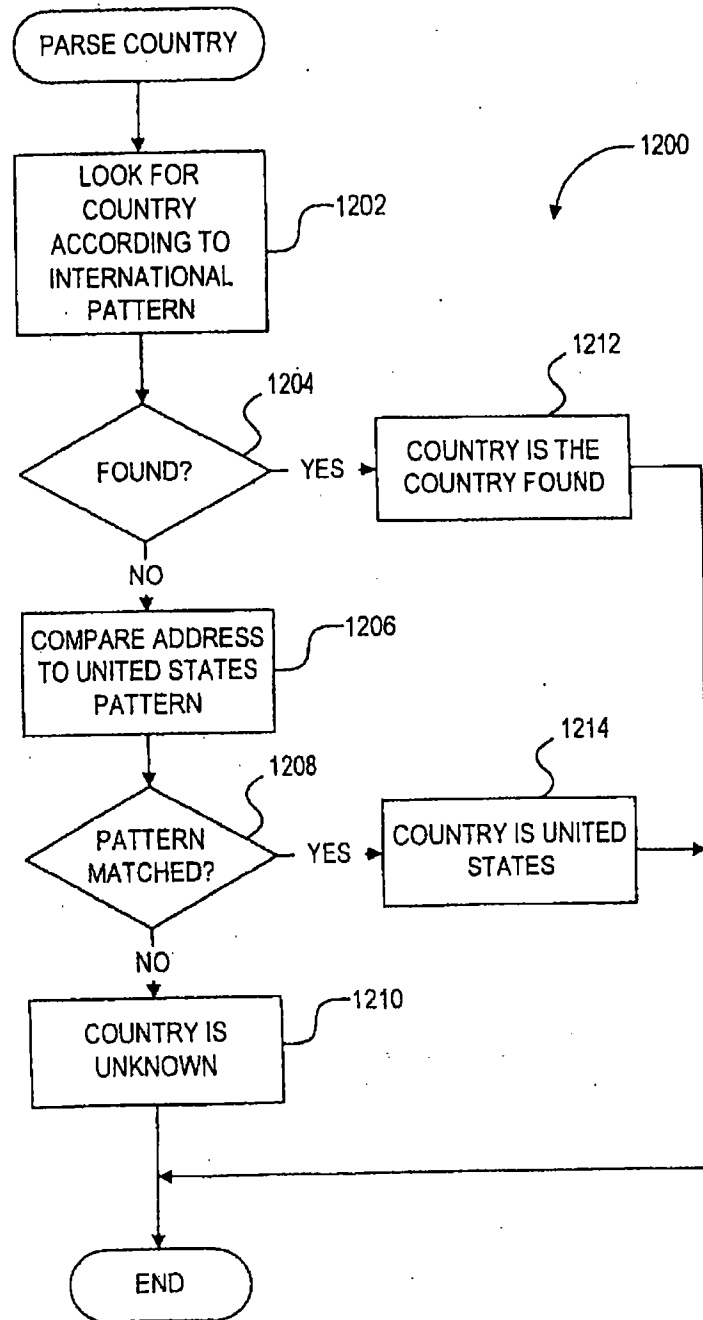 PARSE COUNTRY
1200
LOOK FOR
COUNTRY
ACCORDING TO
INTERNATIONAL
PATTERN
1202
1204
FOUND?
YES
1212
COUNTRY IS THE
COUNTRY FOUND
NO
COMPARE ADDRESS
TO UNITED STATES
PATTERN
1206
1208
PATTERN
MATCHED?
YES
1214
COUNTRY IS UNITED
STATES
NO
COUNTRY IS
UNKNOWN
1210
END